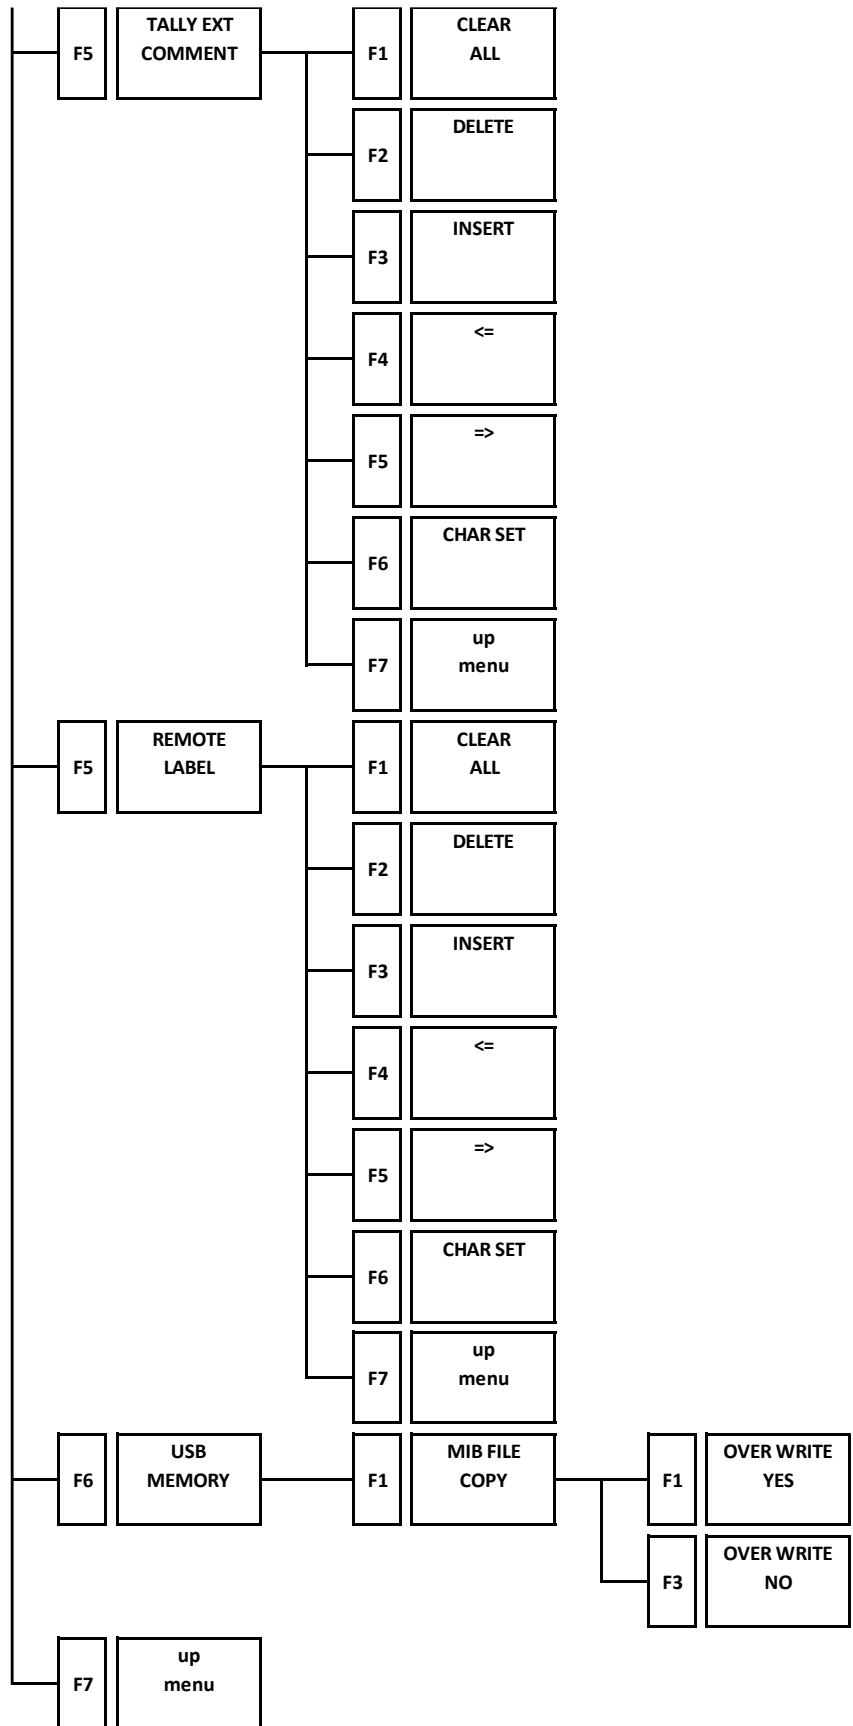 TALLY EXT
F5 COMMENT F1
CLEAR
ALL
F2
DELETE
F3
INSERT
F4
<=
F5
=>
F6
CHAR SET
F7
up
menu
F5
REMOTE
LABEL
F1
CLEAR
ALL
F2
DELETE
F3
INSERT
F4
<=
F5
=>
F6
CHAR SET
F7
up
menu
F6
USB
MEMORY
F1
MIB FILE
COPY
F1
OVER WRITE
YES
F3
OVER WRITE
NO
F7
up
menu